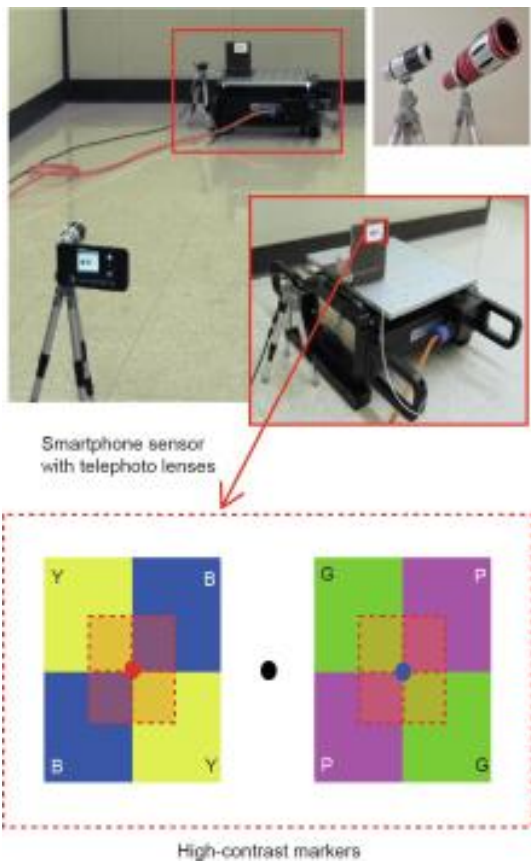 Smartphone sensor
with telephoto lenses
Y
B
G
P
B
Y
P
G
High-contrast markers